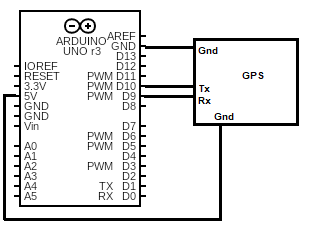 ARDUINO
UNO r3
AREF
GND
D13
IOREF D12
RESET PWM D11
3.3V PWM D10
5V PWM D9
GND D8
GND
Vin D7
PWM D6
A0 PWM D5
A1 D4
A2 PWM D3
A3 D2
A4 TX D1
A5 RX D0
Gnd
GPS
Tx
Rx
Gnd